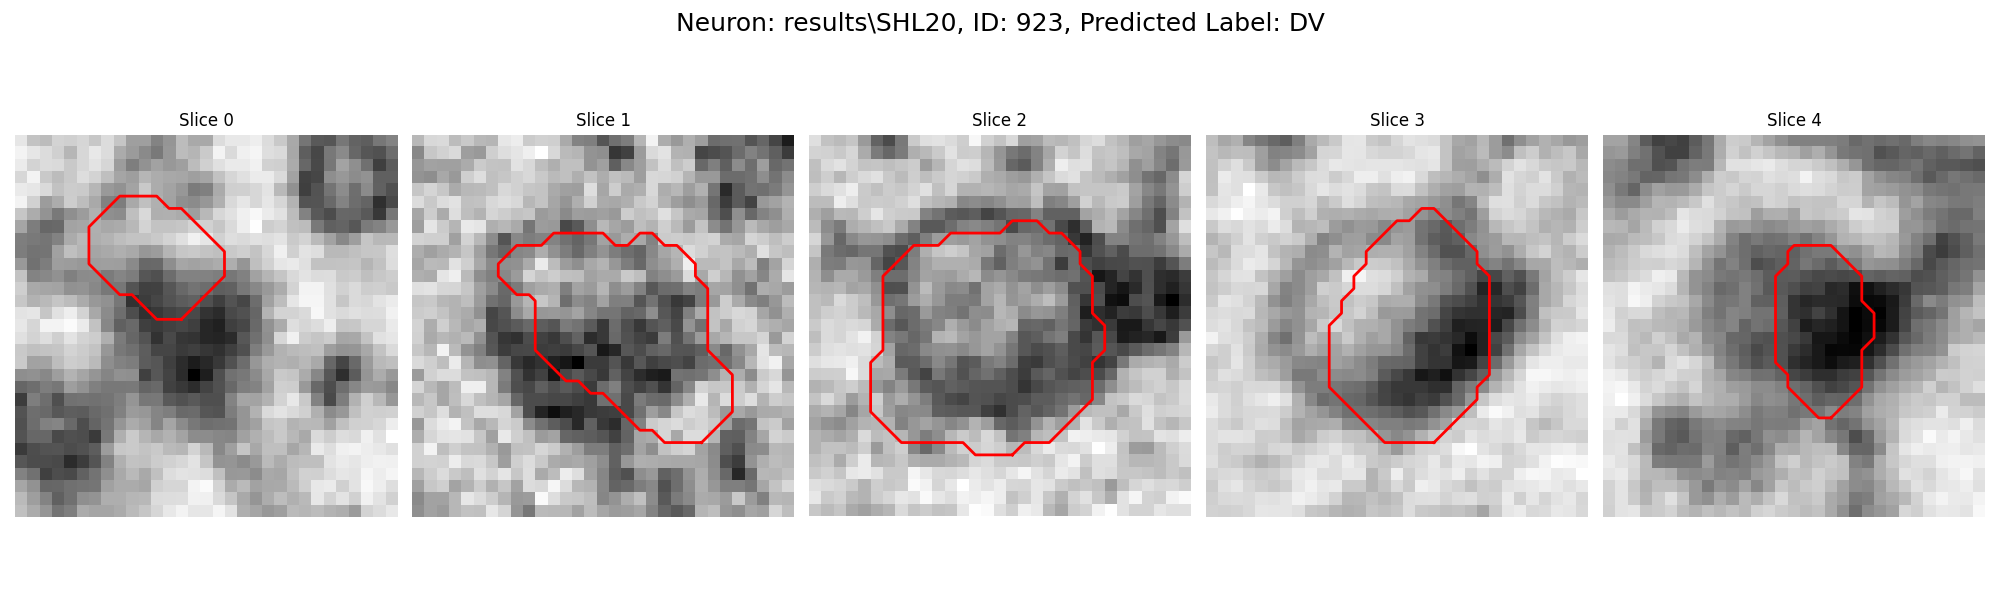 Neuron: results\SHL20, ID: 923, Predicted Label: DV
Slice 0
Slice 1
Slice 2
Slice 3
Slice 4